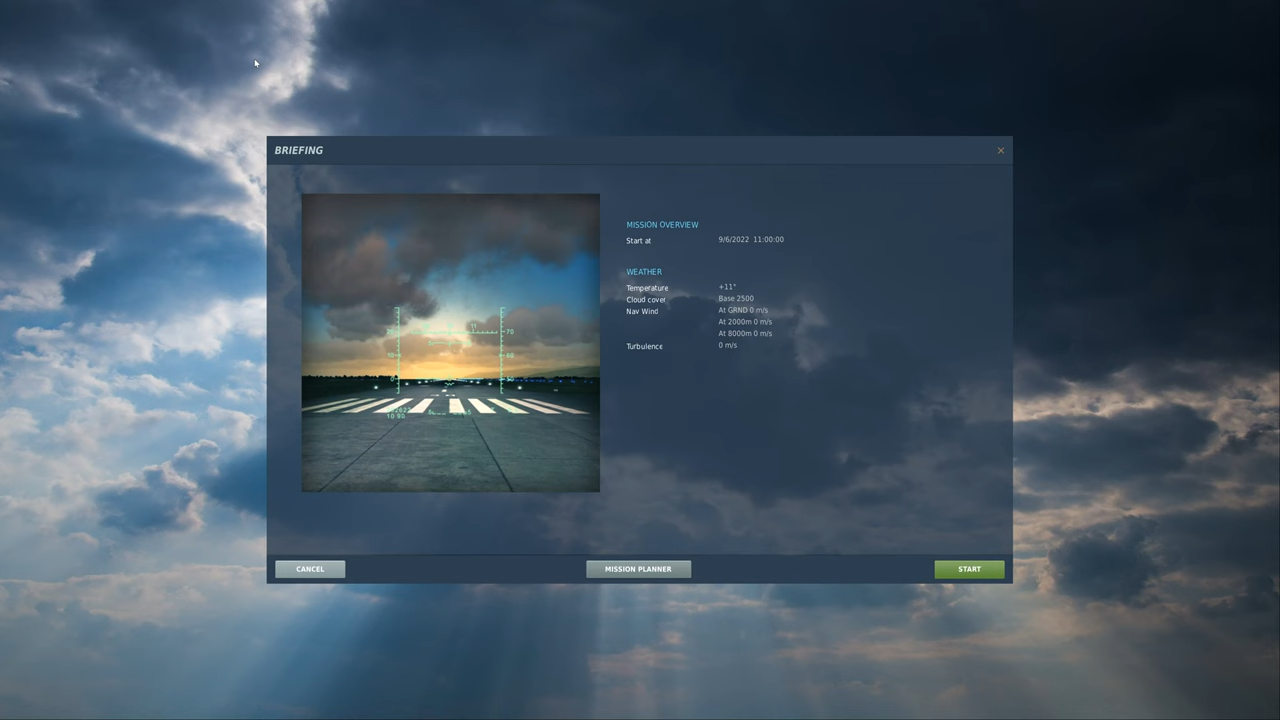 BRIEFING
×
MISSION OVERVIEW
Start at 9/6/2022 11:00:00
WEATHER
Temperature +11°
Cloud cover Base 2500
Nav Wind At GRND 0 m/s
At 2000m 0 m/s
At 8000m 0 m/s
Turbulence 0 m/s
CANCEL
MISSION PLANNER
START